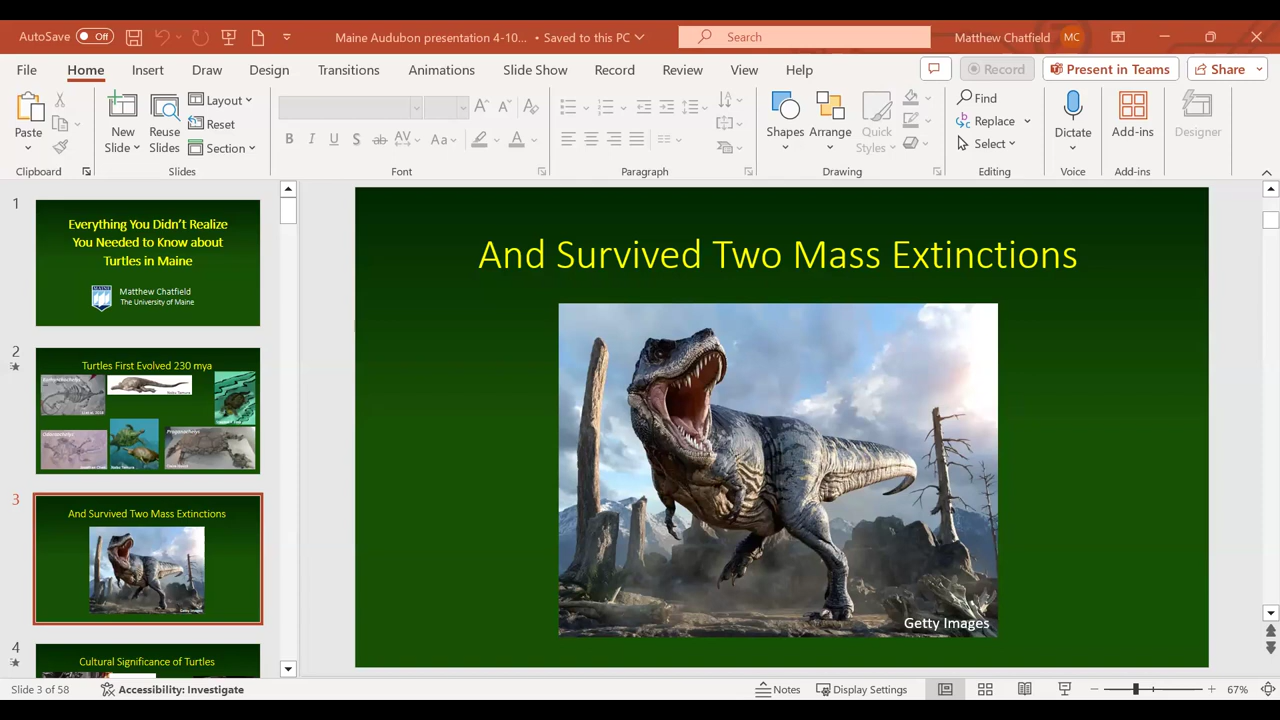 AutoSave Off
Maine Audubon presentation 4-10... • Saved to this PC
Search
Matthew Chatfield MC
File Home Insert Draw Design Transitions Animations Slide Show Record Review View Help
Record Present in Teams Share
Paste
Clipboard
New Slide
Reuse Slides
Layout
Reset
Section
Slides
B I U S ab AV Aa A
Font
Paragraph
Shapes
Arrange
Quick Styles
Drawing
Find
Replace
Select
Editing
Dictate
Voice
Add-ins
Add-ins
Designer
1
Everything You Didn't Realize
You Needed to Know about
Turtles in Maine
MAINE
Matthew Chatfield
The University of Maine
2
Turtles First Evolved 230 mya
3
And Survived Two Mass Extinctions
Getty Images
4
Cultural Significance of Turtles
And Survived Two Mass Extinctions
Getty Images
Slide 3 of 58 Accessibility: Investigate Notes Display Settings 67%